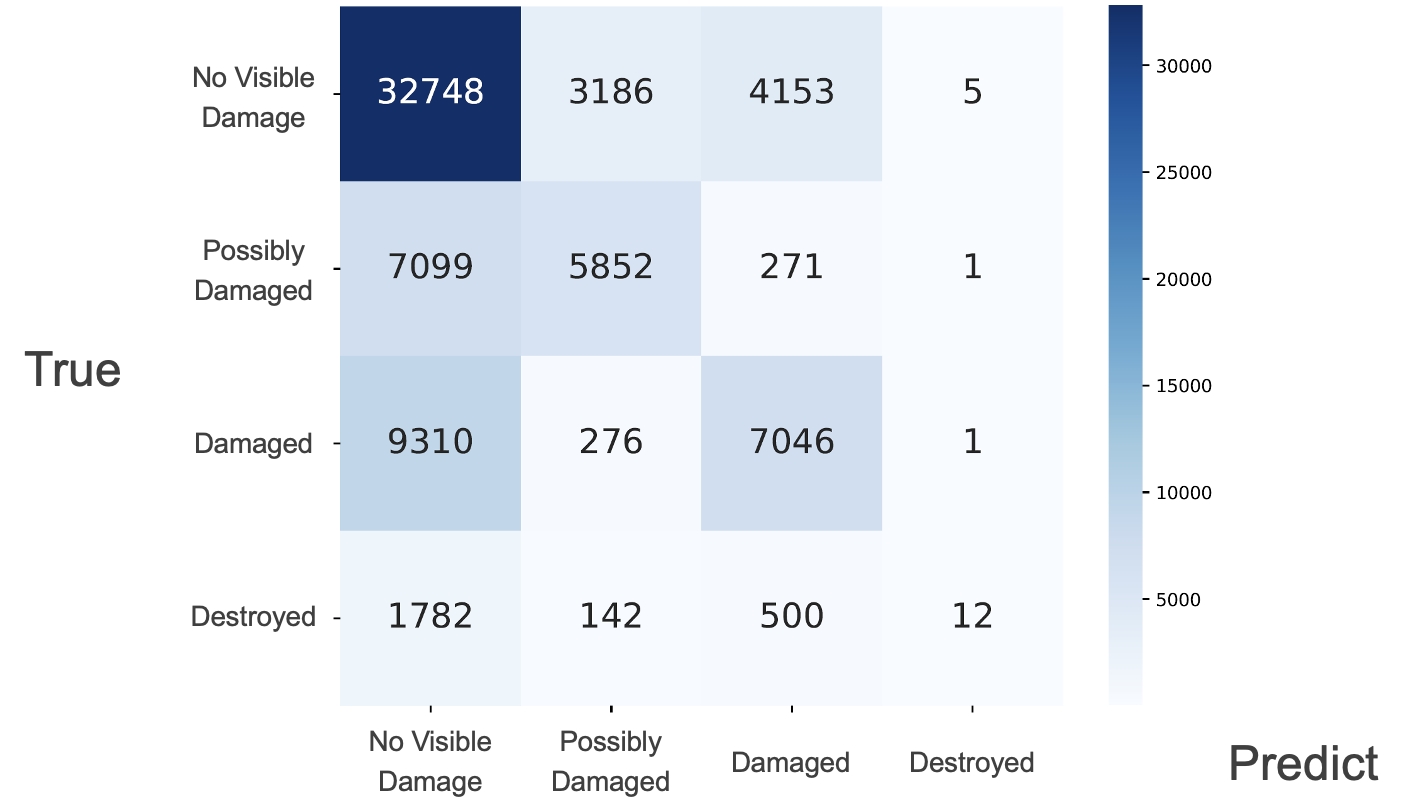 No Visible
Damage
32748 3186 4153 5
Possibly
Damaged
7099 5852 271 1
True
Damaged
9310 276 7046 1
Destroyed
1782 142 500 12
No Visible
Damage
Possibly
Damaged
Damaged
Destroyed
30000
25000
20000
15000
10000
5000
Predict